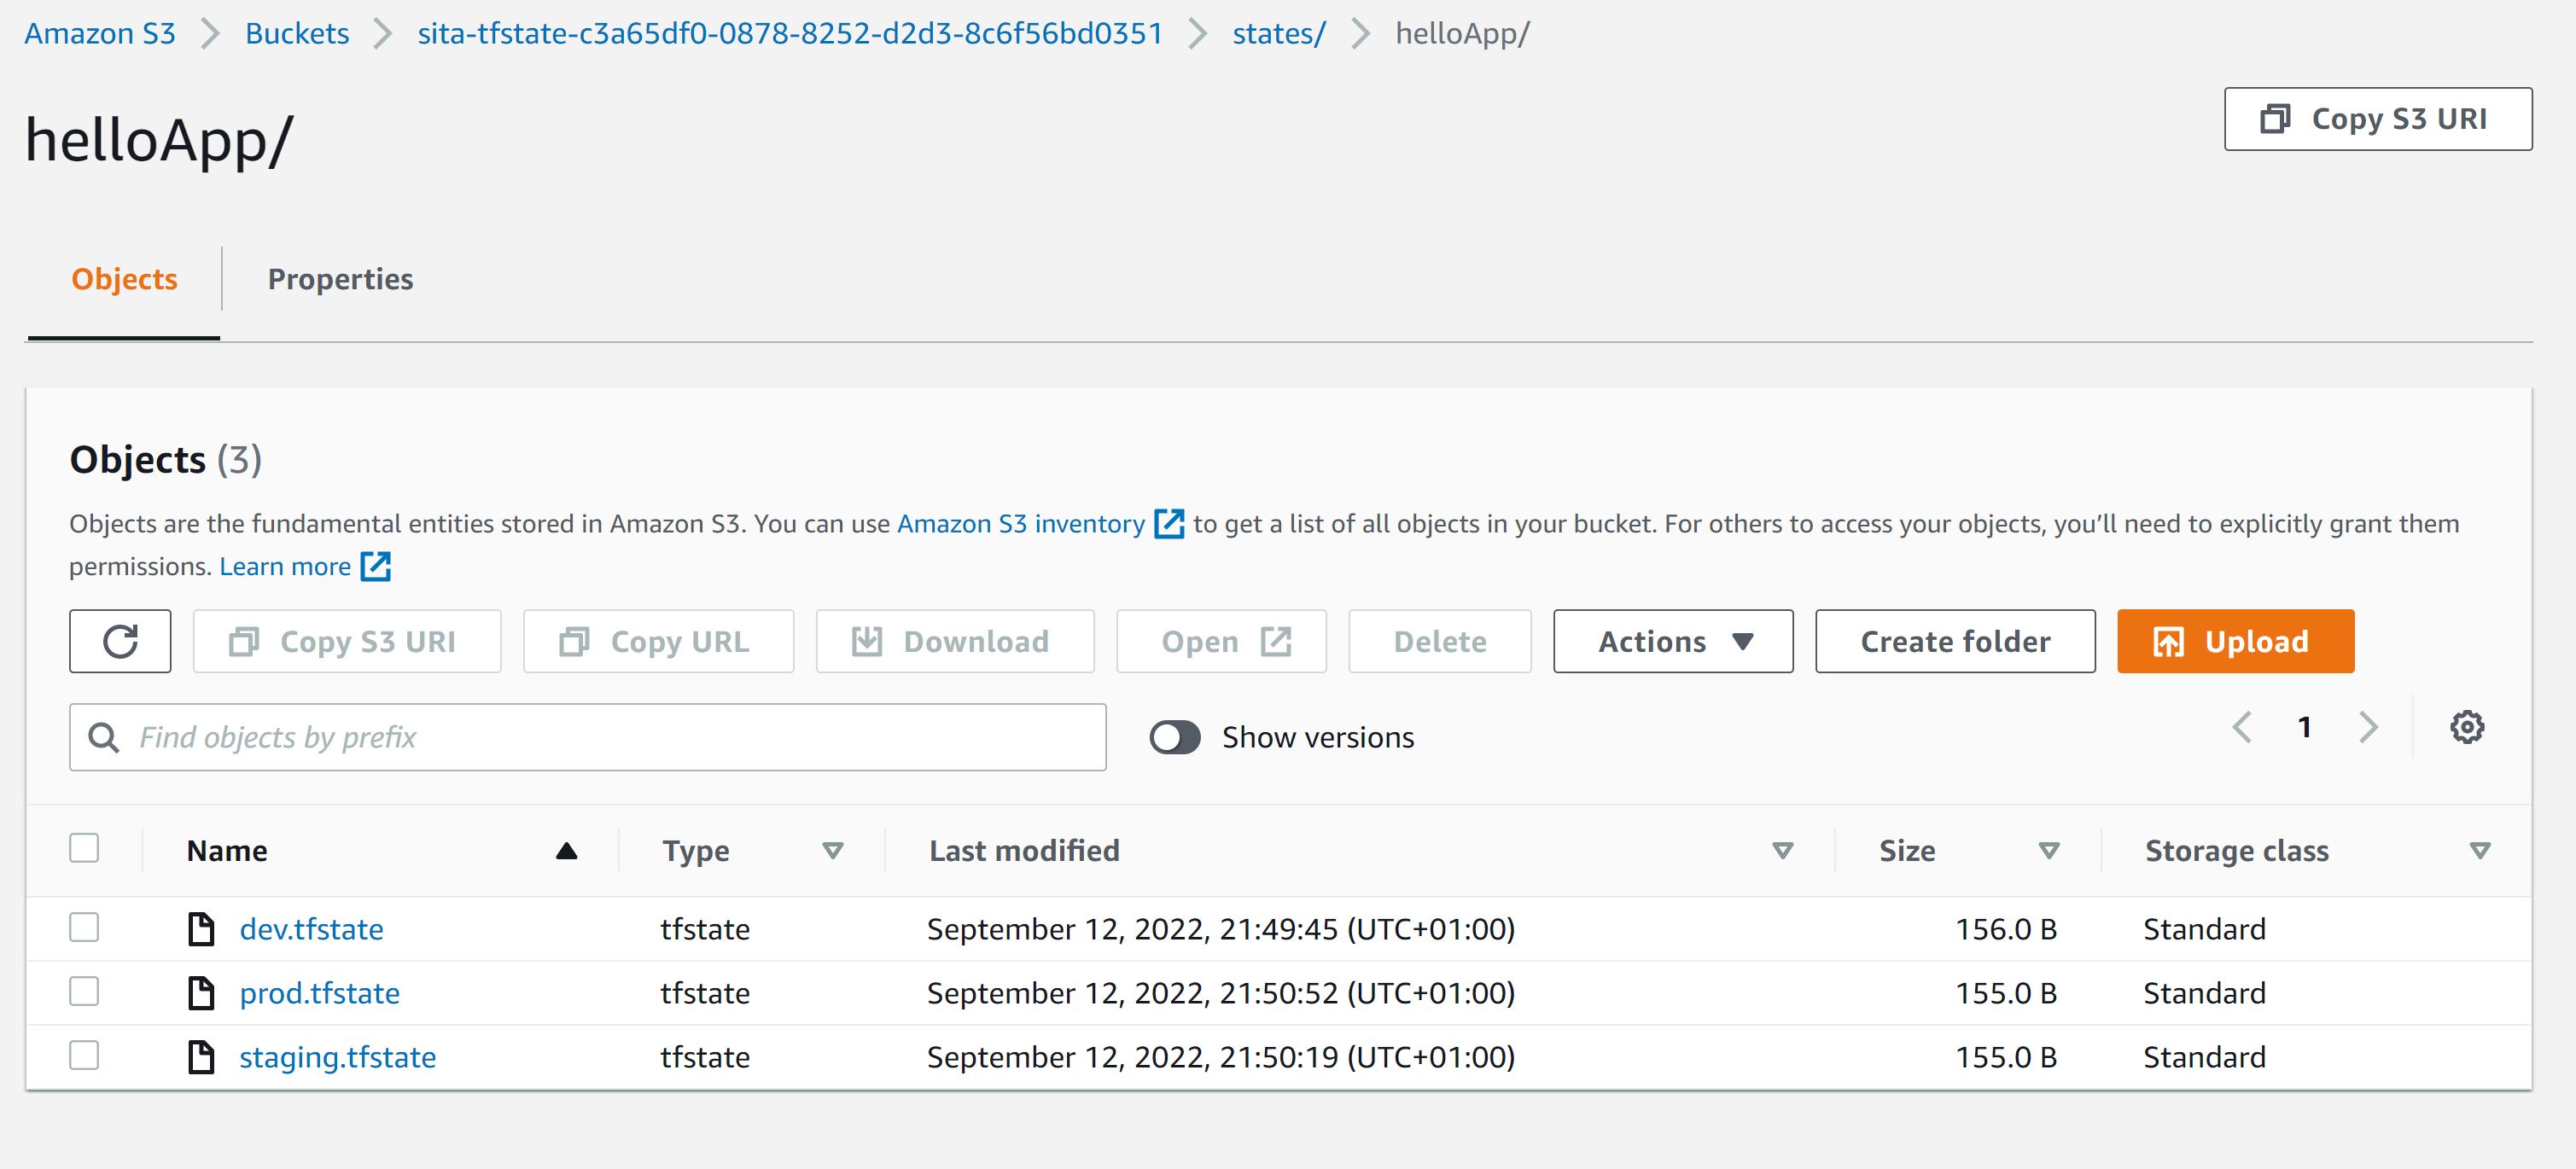 Amazon S3 Buckets sita-tfstate-c3a65df0-0878-8252-d2d3-8c6f56bd0351 states/ helloApp/
helloApp/
Copy S3 URI
Objects Properties
Objects (3)
Objects are the fundamental entities stored in Amazon S3. You can use Amazon S3 inventory to get a list of all objects in your bucket. For others to access your objects, you’ll need to explicitly grant them
permissions. Learn more
Copy S3 URI Copy URL Download Open Delete Actions Create folder Upload
Find objects by prefix Show versions 1
Name Type Last modified Size Storage class
dev.tfstate tfstate September 12, 2022, 21:49:45 (UTC+01:00) 156.0 B Standard
prod.tfstate tfstate September 12, 2022, 21:50:52 (UTC+01:00) 155.0 B Standard
staging.tfstate tfstate September 12, 2022, 21:50:19 (UTC+01:00) 155.0 B Standard